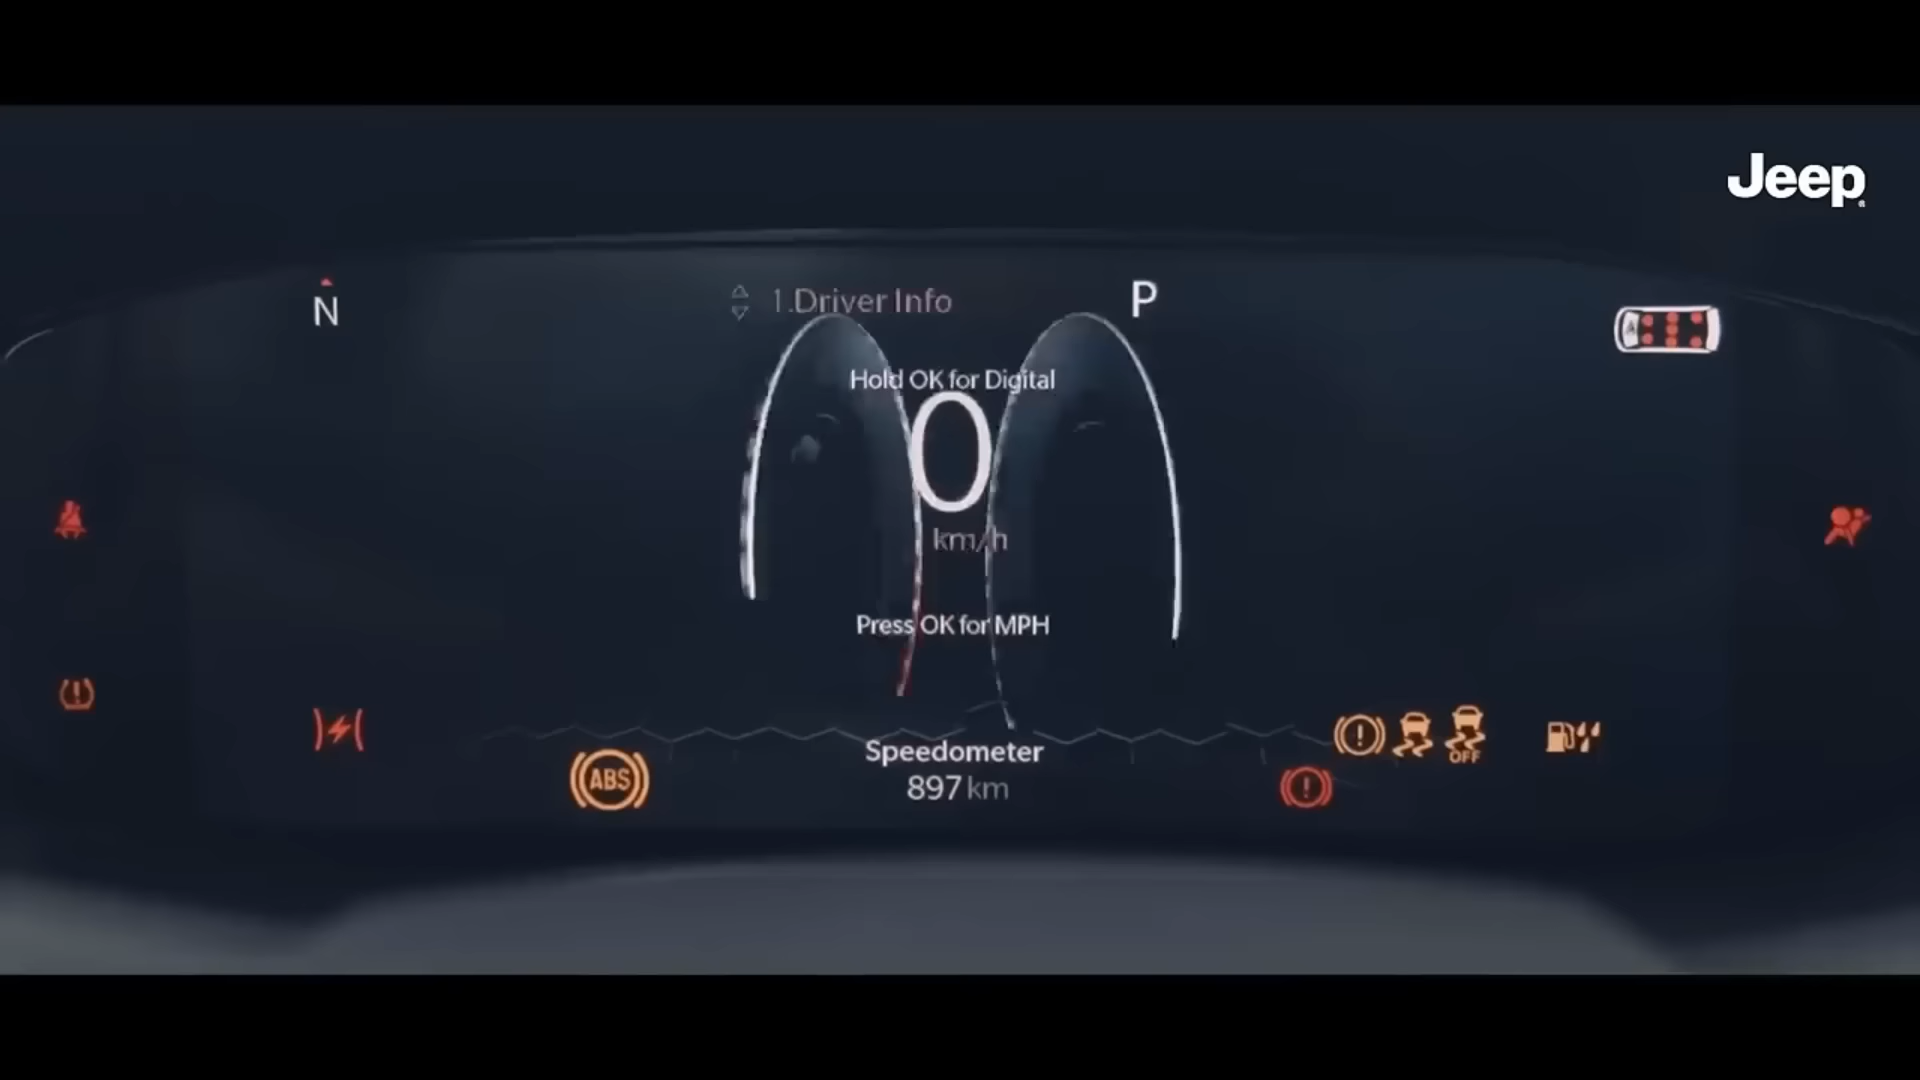 Jeep
N
1.Driver Info
P
Hold OK for Digital
0
km/h
Press OK for MPH
OFF
ABS
Speedometer
897 km